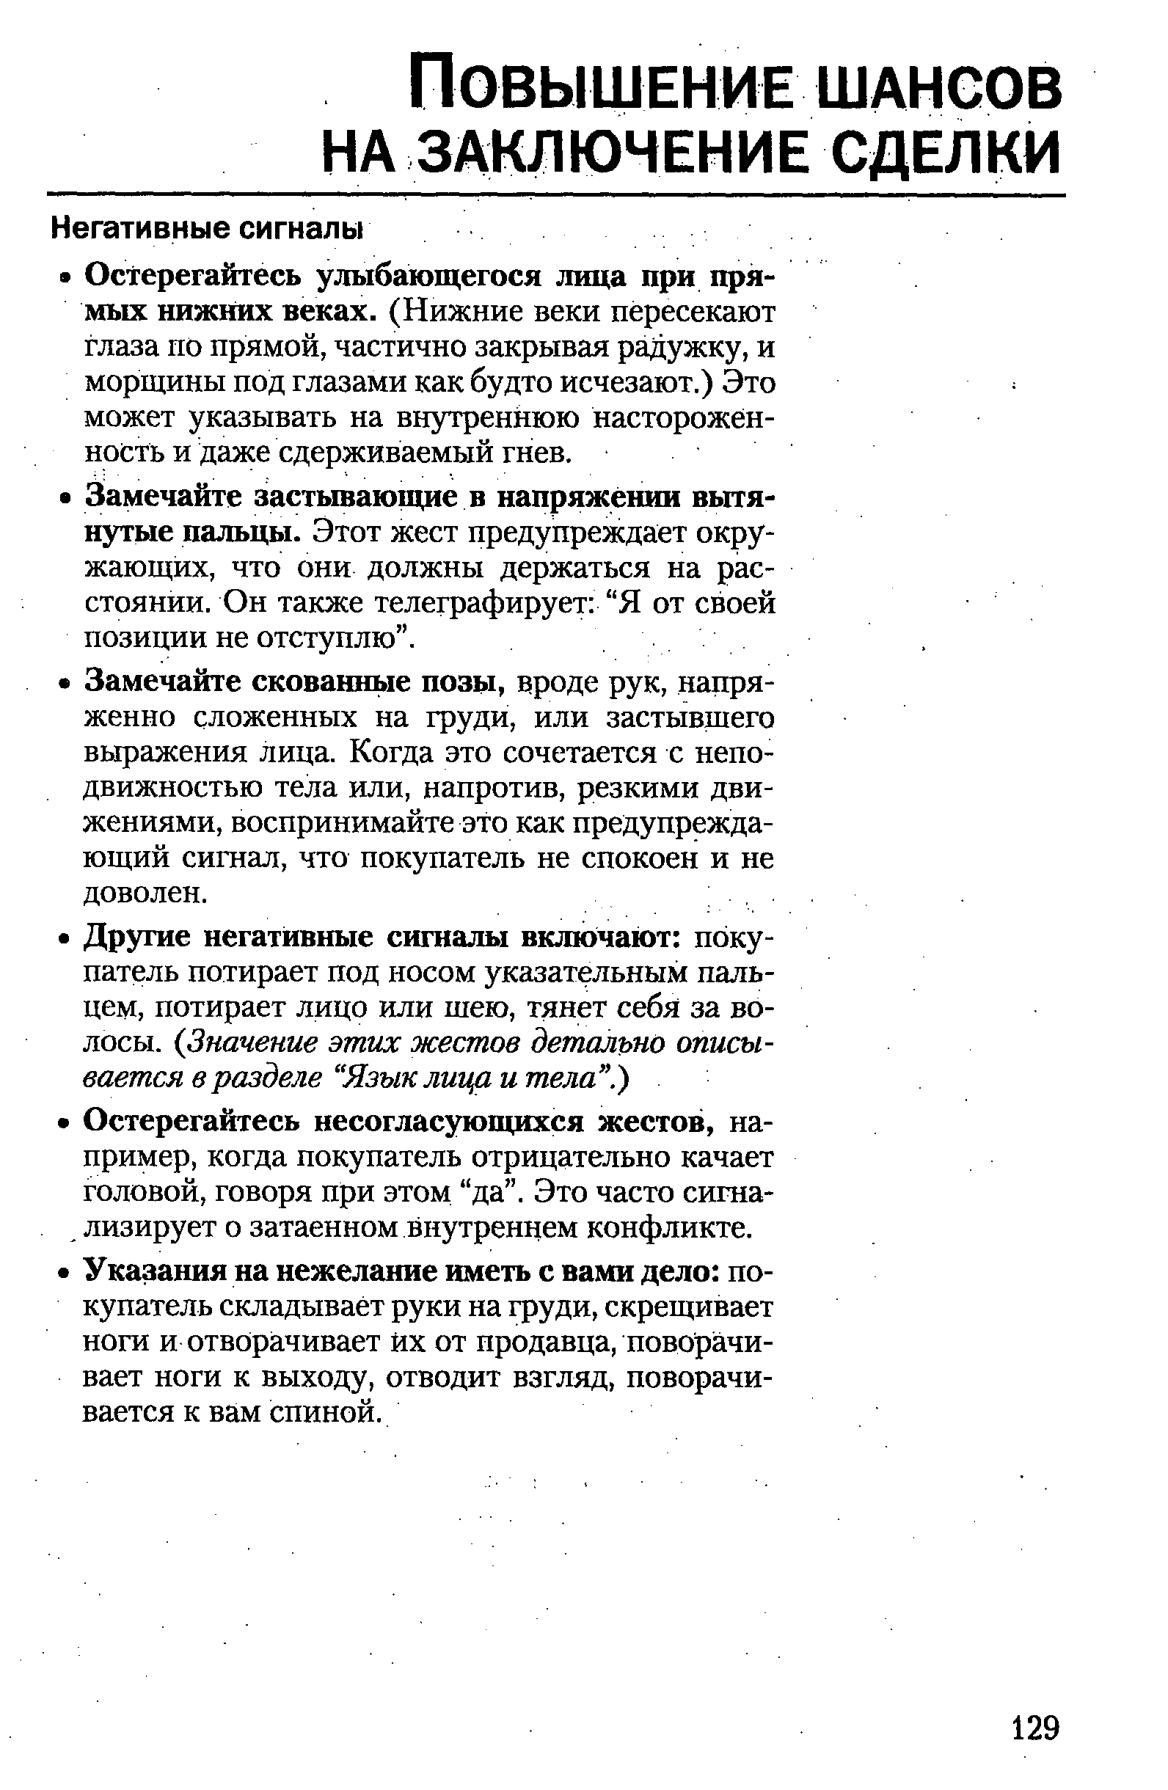 ПОВЫШЕНИЕ ШАНСОВ
НА ЗАКЛЮЧЕНИЕ СДЕЛКИ
Негативные сигналы
• Остерегайтесь улыбающегося лица при пря-
мых нижних веках. (Нижние веки пересекают
глаза по прямой, частично закрывая радужку, и
морщины под глазами как будто исчезают.) Это
может указывать на внутреннюю насторожен-
ность и даже сдерживаемый гнев.
• Замечайте застывающие в напряжении вытя-
нутые пальцы. Этот жест предупреждает окру-
жающих, что они должны держаться на рас-
стоянии. Он также телеграфирует: “Я от своей
позиции не отступлю”.
• Замечайте скованные позы, вроде рук, напря-
женно сложенных на груди, или застывшего
выражения лица. Когда это сочетается с непо-
движностью тела или, напротив, резкими дви-
жениями, воспринимайте это как предупрежда-
ющий сигнал, что покупатель не спокоен и не
доволен.
• Другие негативные сигналы включают: поку-
патель потирает под носом указательным паль-
цем, потирает лицо или шею, тянет себя за во-
лосы. (Значение этих жестов детально описы-
вается в разделе “Язык лица и тела”.)
• Остерегайтесь несогласующихся жестов, на-
пример, когда покупатель отрицательно качает
головой, говоря при этом “да”. Это часто сигна-
лизирует о затаенном внутреннем конфликте.
• Указания на нежелание иметь с вами дело: по-
купатель складывает руки на груди, скрещивает
ноги и отворачивает их от продавца, поворачи-
вает ноги к выходу, отводит взгляд, поворачи-
вается к вам спиной.
129